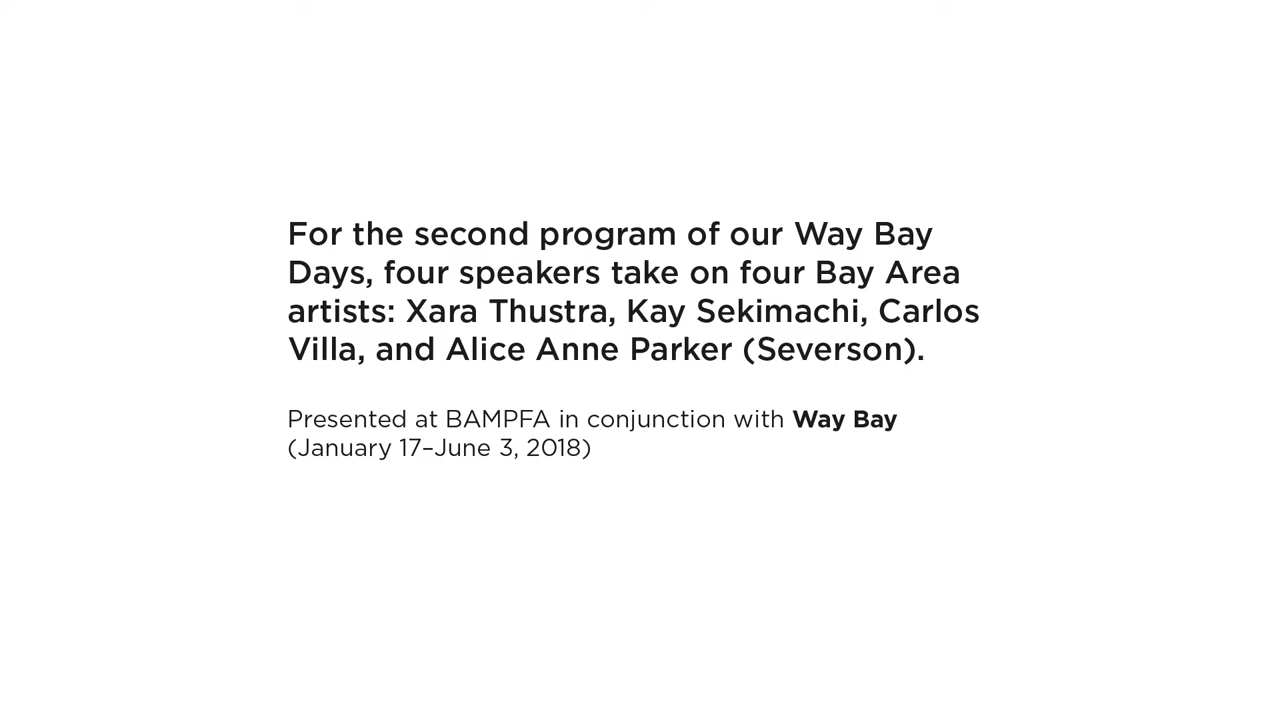 For the second program of our Way Bay
Days, four speakers take on four Bay Area
artists: Xara Thustra, Kay Sekimachi, Carlos
Villa, and Alice Anne Parker (Severson).
Presented at BAMPFA in conjunction with Way Bay
(January 17–June 3, 2018)